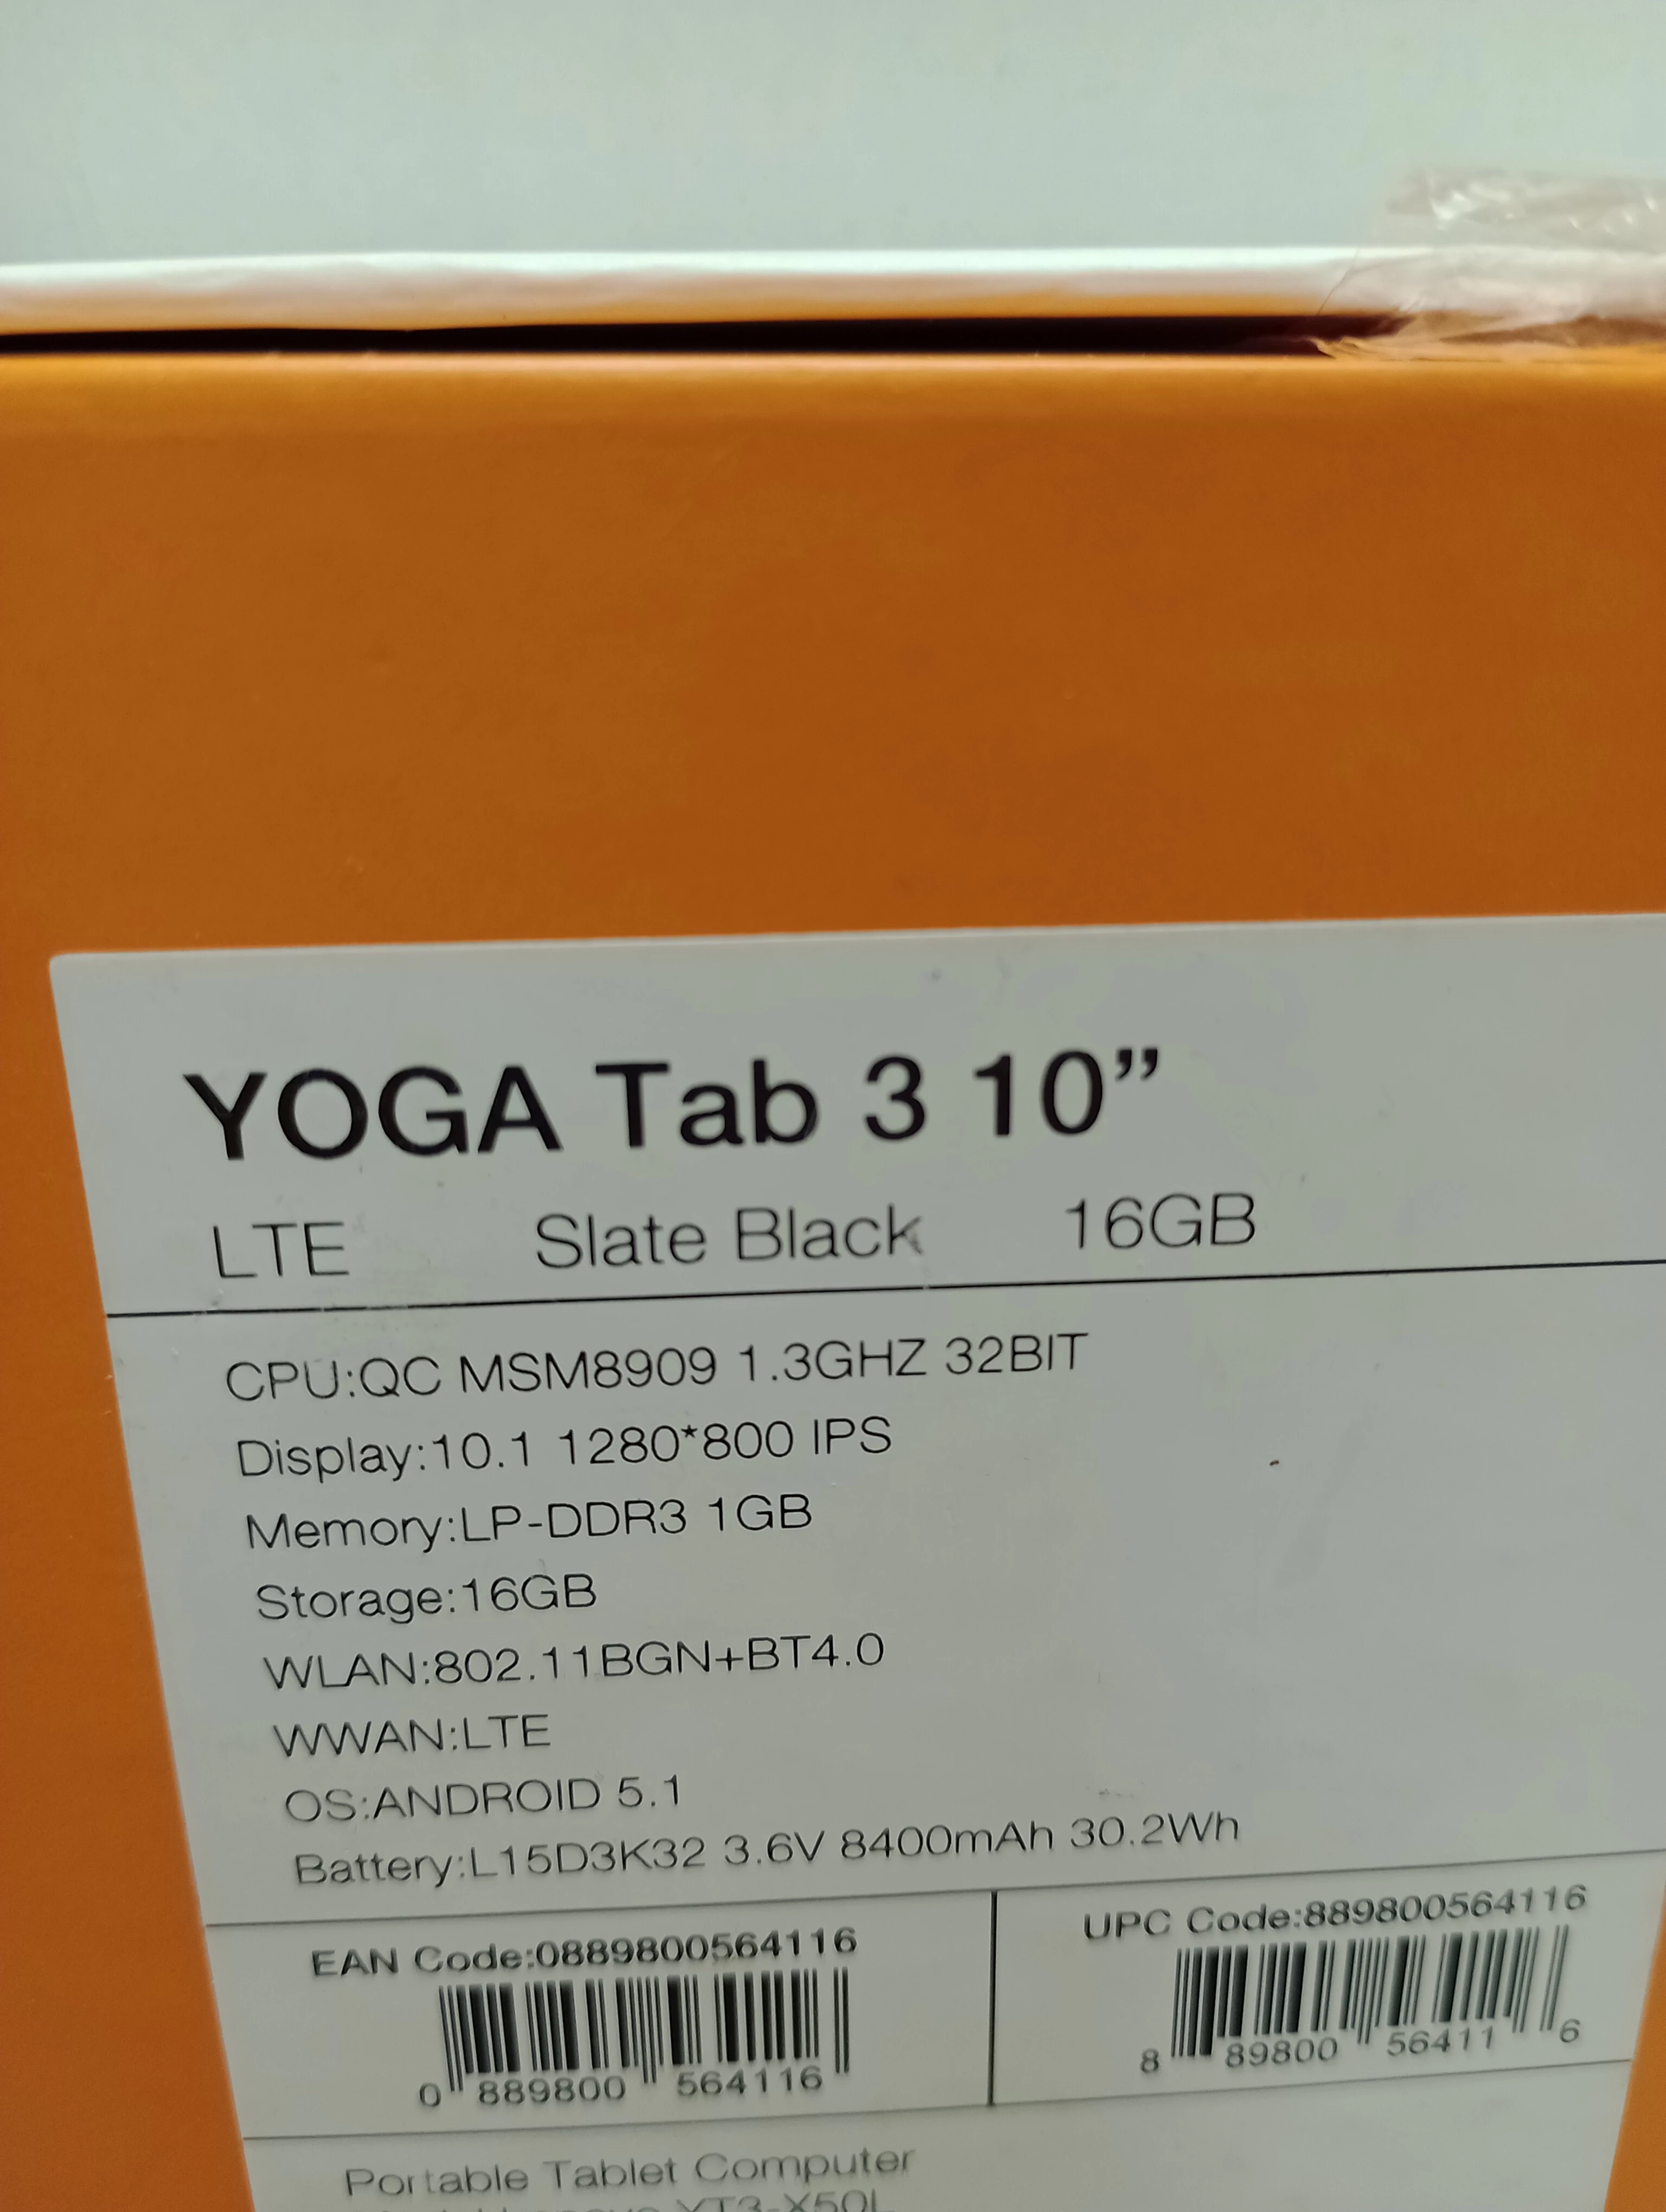 YOGA Tab 3 10”
LTE Slate Black 16GB
CPU:QC MSM8909 1.3GHZ 32BIT
Display:10.1 1280*800 IPS
Memory:LP-DDR3 1GB
Storage:16GB
WLAN:802.11BGN+BT4.0
WWAN:LTE
OS:ANDROID 5.1
Battery:L15D3K32 3.6V 8400mAh 30.2Wh
EAN Code:0889800564116
0 889800 564116
UPC Code:889800564116
8 89800 56411 6
Portable Tablet Computer
YT3-X50L